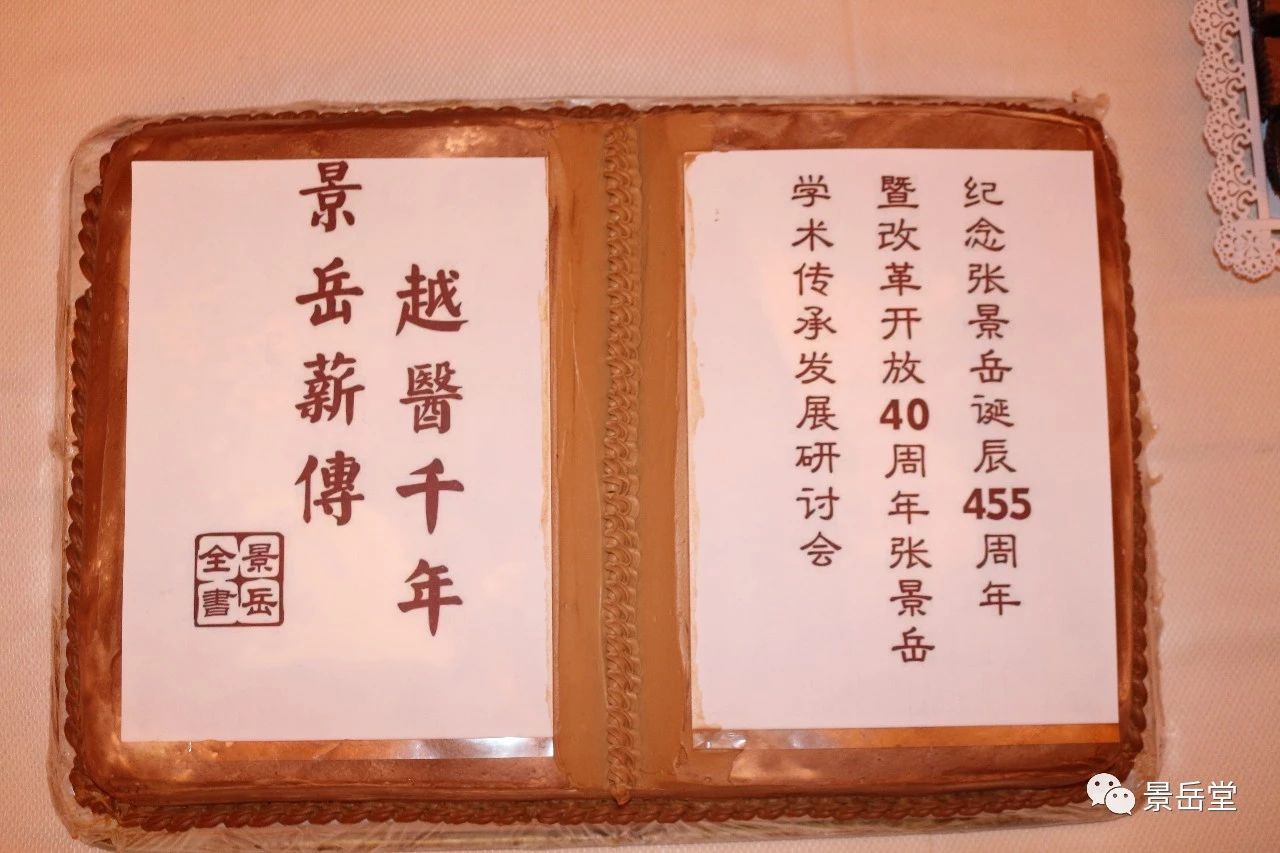 纪念张景岳诞辰455周年
暨改革开放40周年张景岳
学术传承发展研讨会
越醫千年
景岳薪傳
景岳
全書
景岳堂